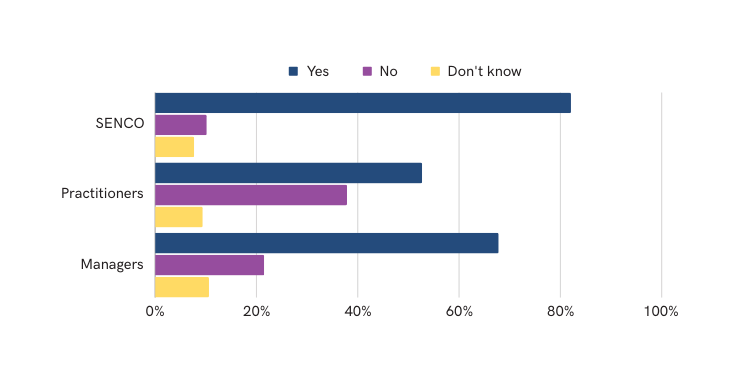 Yes No Don't know
SENCO
Practitioners
Managers
0% 20% 40% 60% 80% 100%